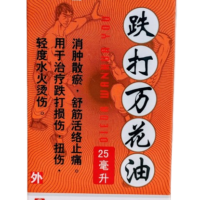 跌打万花油
25毫升
消肿散瘀，舒筋活络止痛。
用于治疗跌打损伤，扭伤，
轻度水火烫伤。
外